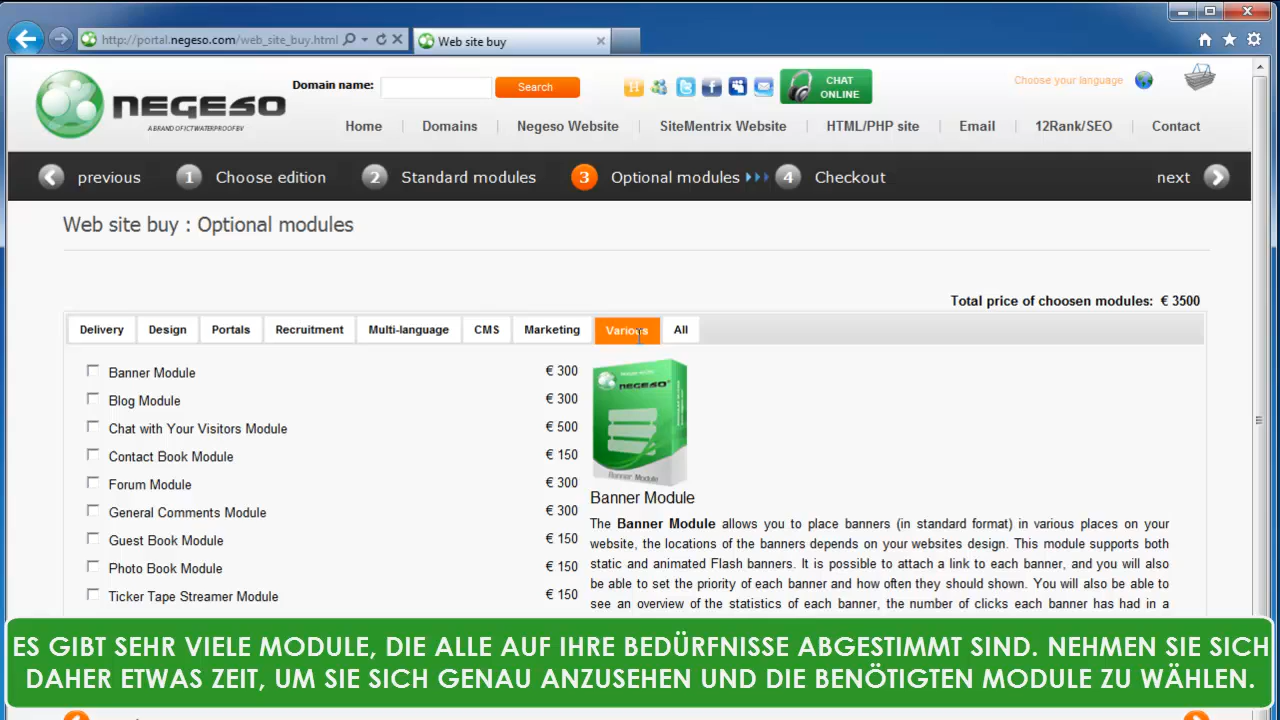 http://portal.negeso.com/web_site_buy.html
Web site buy
NEGESO
A BRAND OF ICTWATERPROOF BV
Domain name:
Search
CHAT ONLINE
Choose your language
Home
Domains
Negeso Website
SiteMentrix Website
HTML/PHP site
Email
12Rank/SEO
Contact
previous
1 Choose edition
2 Standard modules
3 Optional modules
4 Checkout
next
Web site buy : Optional modules
Total price of choosen modules: € 3500
Delivery
Design
Portals
Recruitment
Multi-language
CMS
Marketing
Various
All
Banner Module € 300
Blog Module € 300
Chat with Your Visitors Module € 500
Contact Book Module € 150
Forum Module € 300
General Comments Module € 300
Guest Book Module € 150
Photo Book Module € 150
Ticker Tape Streamer Module € 150
NEGESO
Banner Module
Banner Module
The Banner Module allows you to place banners (in standard format) in various places on your
website, the locations of the banners depends on your websites design. This module supports both
static and animated Flash banners. It is possible to attach a link to each banner, and you will also
be able to set the priority of each banner and how often they should shown. You will also be able to
see an overview of the statistics of each banner, the number of clicks each banner has had in a
ES GIBT SEHR VIELE MODULE, DIE ALLE AUF IHRE BEDÜRFNISSE ABGESTIMMT SIND. NEHMEN SIE SICH
DAHER ETWAS ZEIT, UM SIE SICH GENAU ANZUSEHEN UND DIE BENÖTIGTEN MODULE ZU WÄHLEN.